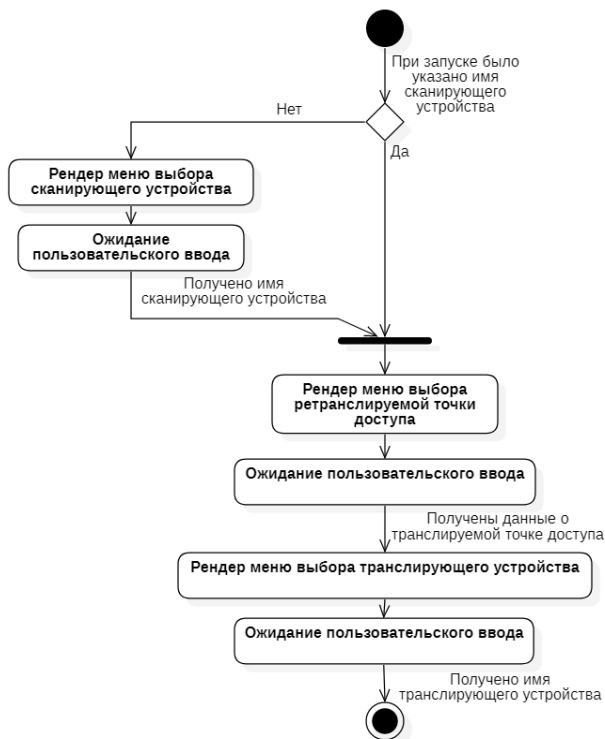 При запуске было
указано имя
сканирующего
устройства
Нет
Да
Рендер меню выбора
сканирующего устройства
Ожидание
пользовательского ввода
Получено имя
сканирующего устройства
Рендер меню выбора
ретранслируемой точки
доступа
Ожидание пользовательского ввода
Получены данные о
транслируемой точке доступа
Рендер меню выбора транслирующего устройства
Ожидание пользовательского ввода
Получено имя
транслирующего устройства